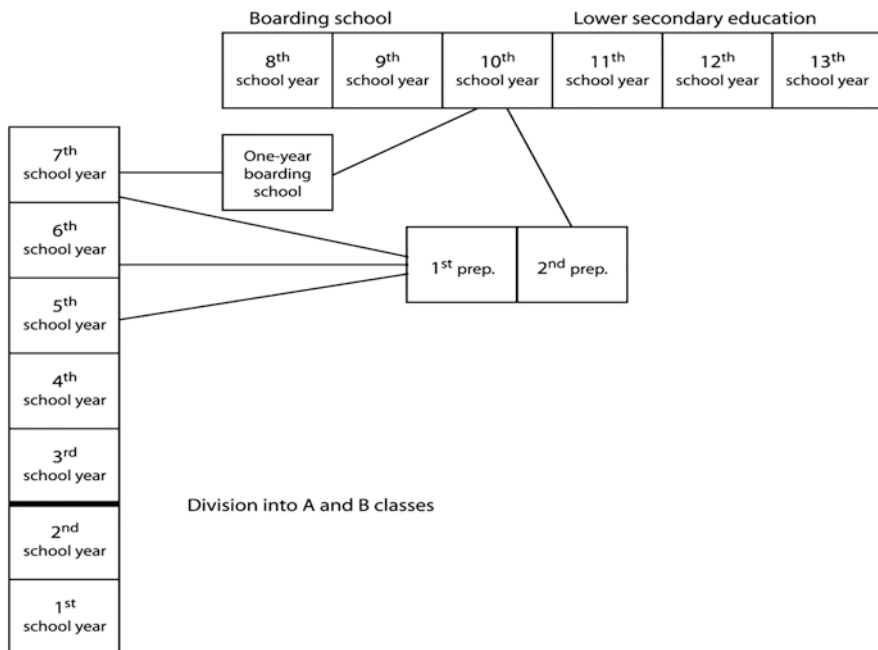 Boarding school
Lower secondary education
8th
school year
9th
school year
10th
school year
11th
school year
12th
school year
13th
school year
7th
school year
One-year
boarding
school
6th
school year
1st prep.
2nd prep.
5th
school year
4th
school year
3rd
school year
Division into A and B classes
2nd
school year
1st
school year